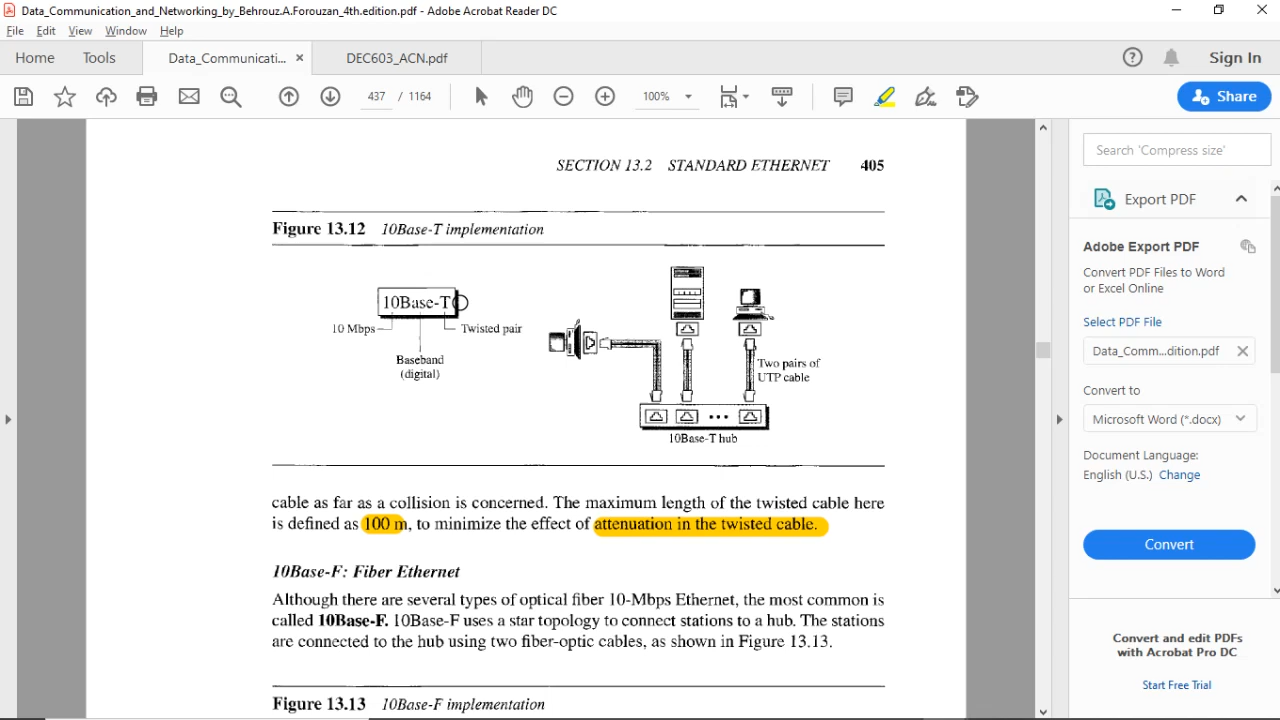 Data_Communication_and_Networking_by_Behrouz.A.Forouzan_4th.edition.pdf - Adobe Acrobat Reader DC
File Edit View Window Help
Home Tools Data_Communicati... × DEC603_ACN.pdf Sign In
437 / 1164 100% Share
SECTION 13.2 STANDARD ETHERNET 405
Figure 13.12 10Base-T implementation
10Base-T
10 Mbps
Twisted pair
Baseband
(digital)
Two pairs of
UTP cable
10Base-T hub
cable as far as a collision is concerned. The maximum length of the twisted cable here
is defined as 100 m, to minimize the effect of attenuation in the twisted cable.
10Base-F: Fiber Ethernet
Although there are several types of optical fiber 10-Mbps Ethernet, the most common is
called 10Base-F. 10Base-F uses a star topology to connect stations to a hub. The stations
are connected to the hub using two fiber-optic cables, as shown in Figure 13.13.
Figure 13.13 10Base-F implementation
Search 'Compress size'
Export PDF
Adobe Export PDF
Convert PDF Files to Word
or Excel Online
Select PDF File
Data_Comm...dition.pdf
Convert to
Microsoft Word (*.docx)
Document Language:
English (U.S.) Change
Convert
Convert and edit PDFs
with Acrobat Pro DC
Start Free Trial